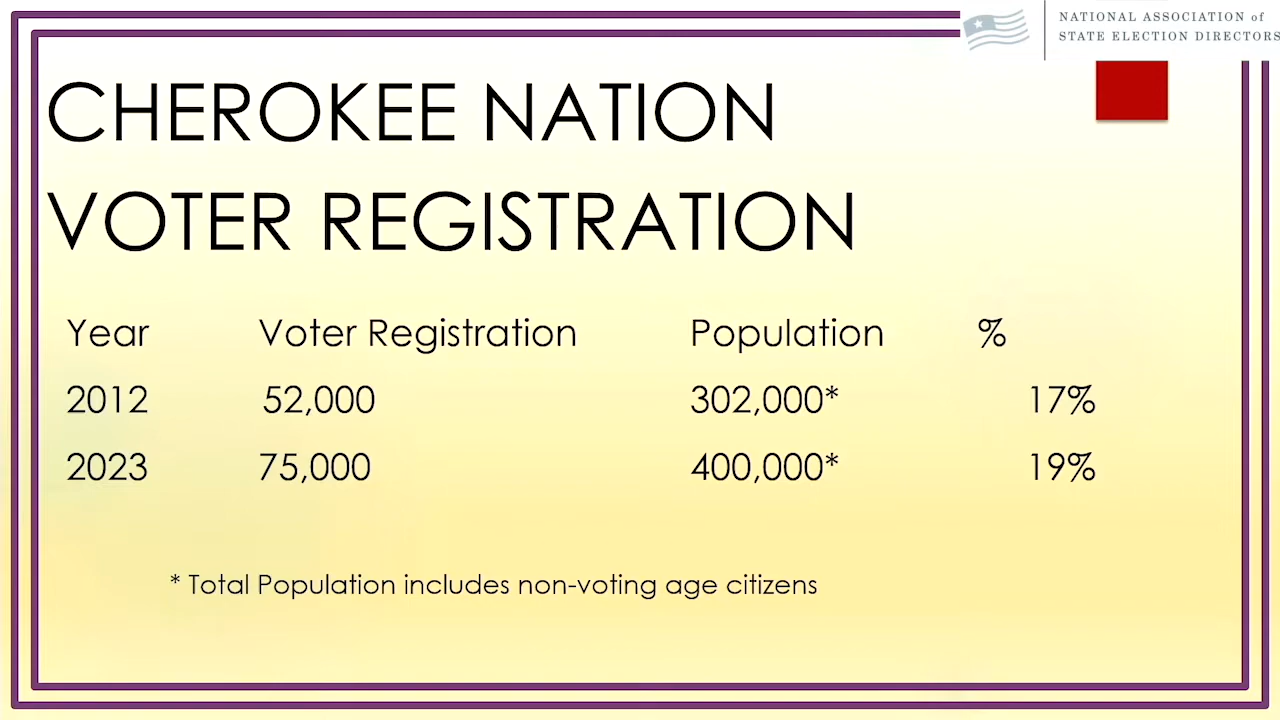 NATIONAL ASSOCIATION of
STATE ELECTION DIRECTORS
CHEROKEE NATION
VOTER REGISTRATION
Year Voter Registration Population %
2012 52,000 302,000* 17%
2023 75,000 400,000* 19%
* Total Population includes non-voting age citizens